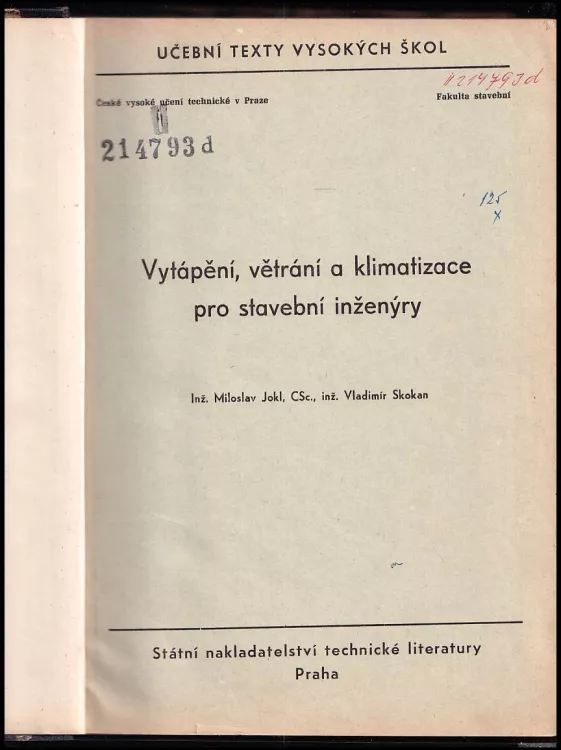 UČEBNÍ TEXTY VYSOKÝCH ŠKOL
České vysoké učení technické v Praze
Fakulta stavební
214793d
214793d
125
x
Vytápění, větrání a klimatizace
pro stavební inženýry
Inž. Miloslav Jokl, CSc., inž. Vladimír Skokan
Státní nakladatelství technické literatury
Praha